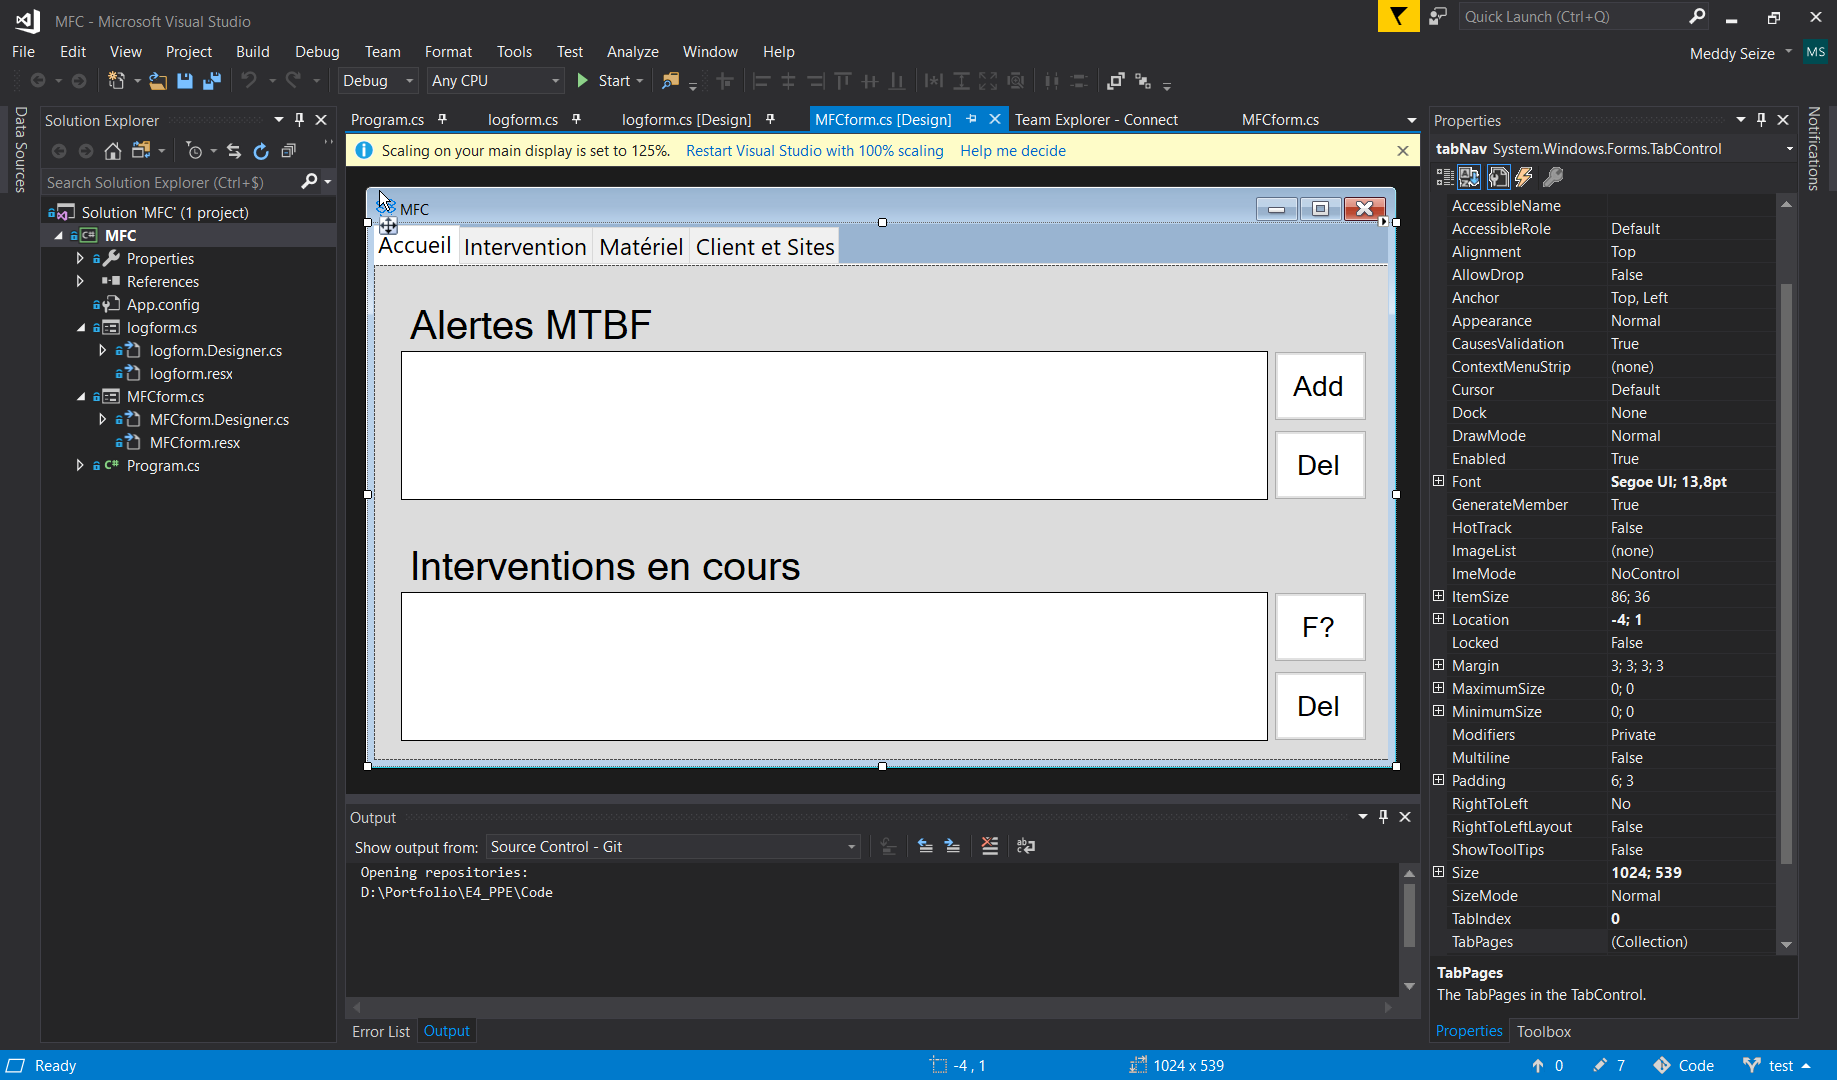 MFC - Microsoft Visual Studio
Quick Launch (Ctrl+Q)
File Edit View Project Build Debug Team Format Tools Test Analyze Window Help
Meddy Seize MS
Debug Any CPU Start
Data Sources
Solution Explorer
Search Solution Explorer (Ctrl+$)
Solution 'MFC' (1 project)
C# MFC
Properties
References
App.config
logform.cs
logform.Designer.cs
logform.resx
MFCform.cs
MFCform.Designer.cs
MFCform.resx
C# Program.cs
Program.cs logform.cs logform.cs [Design] MFCform.cs [Design] Team Explorer - Connect MFCform.cs
Scaling on your main display is set to 125%. Restart Visual Studio with 100% scaling Help me decide
MFC
Accueil Intervention Matériel Client et Sites
Alertes MTBF
Add
Del
Interventions en cours
F?
Del
Output
Show output from: Source Control - Git
Opening repositories:
D:\Portfolio\E4_PPE\Code
Error List Output
Properties
tabNav System.Windows.Forms.TabControl
AccessibleName
AccessibleRole Default
Alignment Top
AllowDrop False
Anchor Top, Left
Appearance Normal
CausesValidation True
ContextMenuStrip (none)
Cursor Default
Dock None
DrawMode Normal
Enabled True
Font Segoe UI; 13,8pt
GenerateMember True
HotTrack False
ImageList (none)
ImeMode NoControl
ItemSize 86; 36
Location -4; 1
Locked False
Margin 3; 3; 3; 3
MaximumSize 0; 0
MinimumSize 0; 0
Modifiers Private
Multiline False
Padding 6; 3
RightToLeft No
RightToLeftLayout False
ShowToolTips False
Size 1024; 539
SizeMode Normal
TabIndex 0
TabPages (Collection)
TabPages
The TabPages in the TabControl.
Properties Toolbox
Notifications
Ready -4 , 1 1024 x 539 0 7 Code test